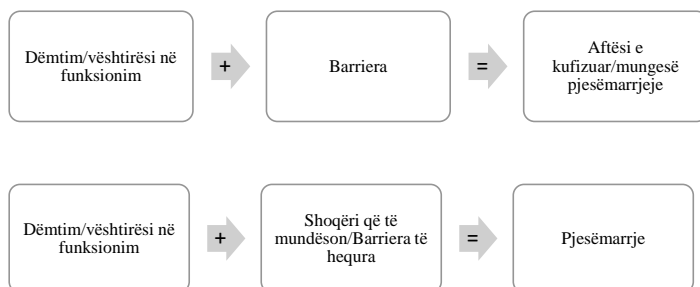 Dëmtim/vështirësi në
funksionim
+
Barriera
=
Aftësi e
kufizuar/mungesë
pjesëmarrjeje
Dëmtim/vështirësi në
funksionim
+
Shoqëri që të
mundëson/Barriera të
hequra
=
Pjesëmarrje